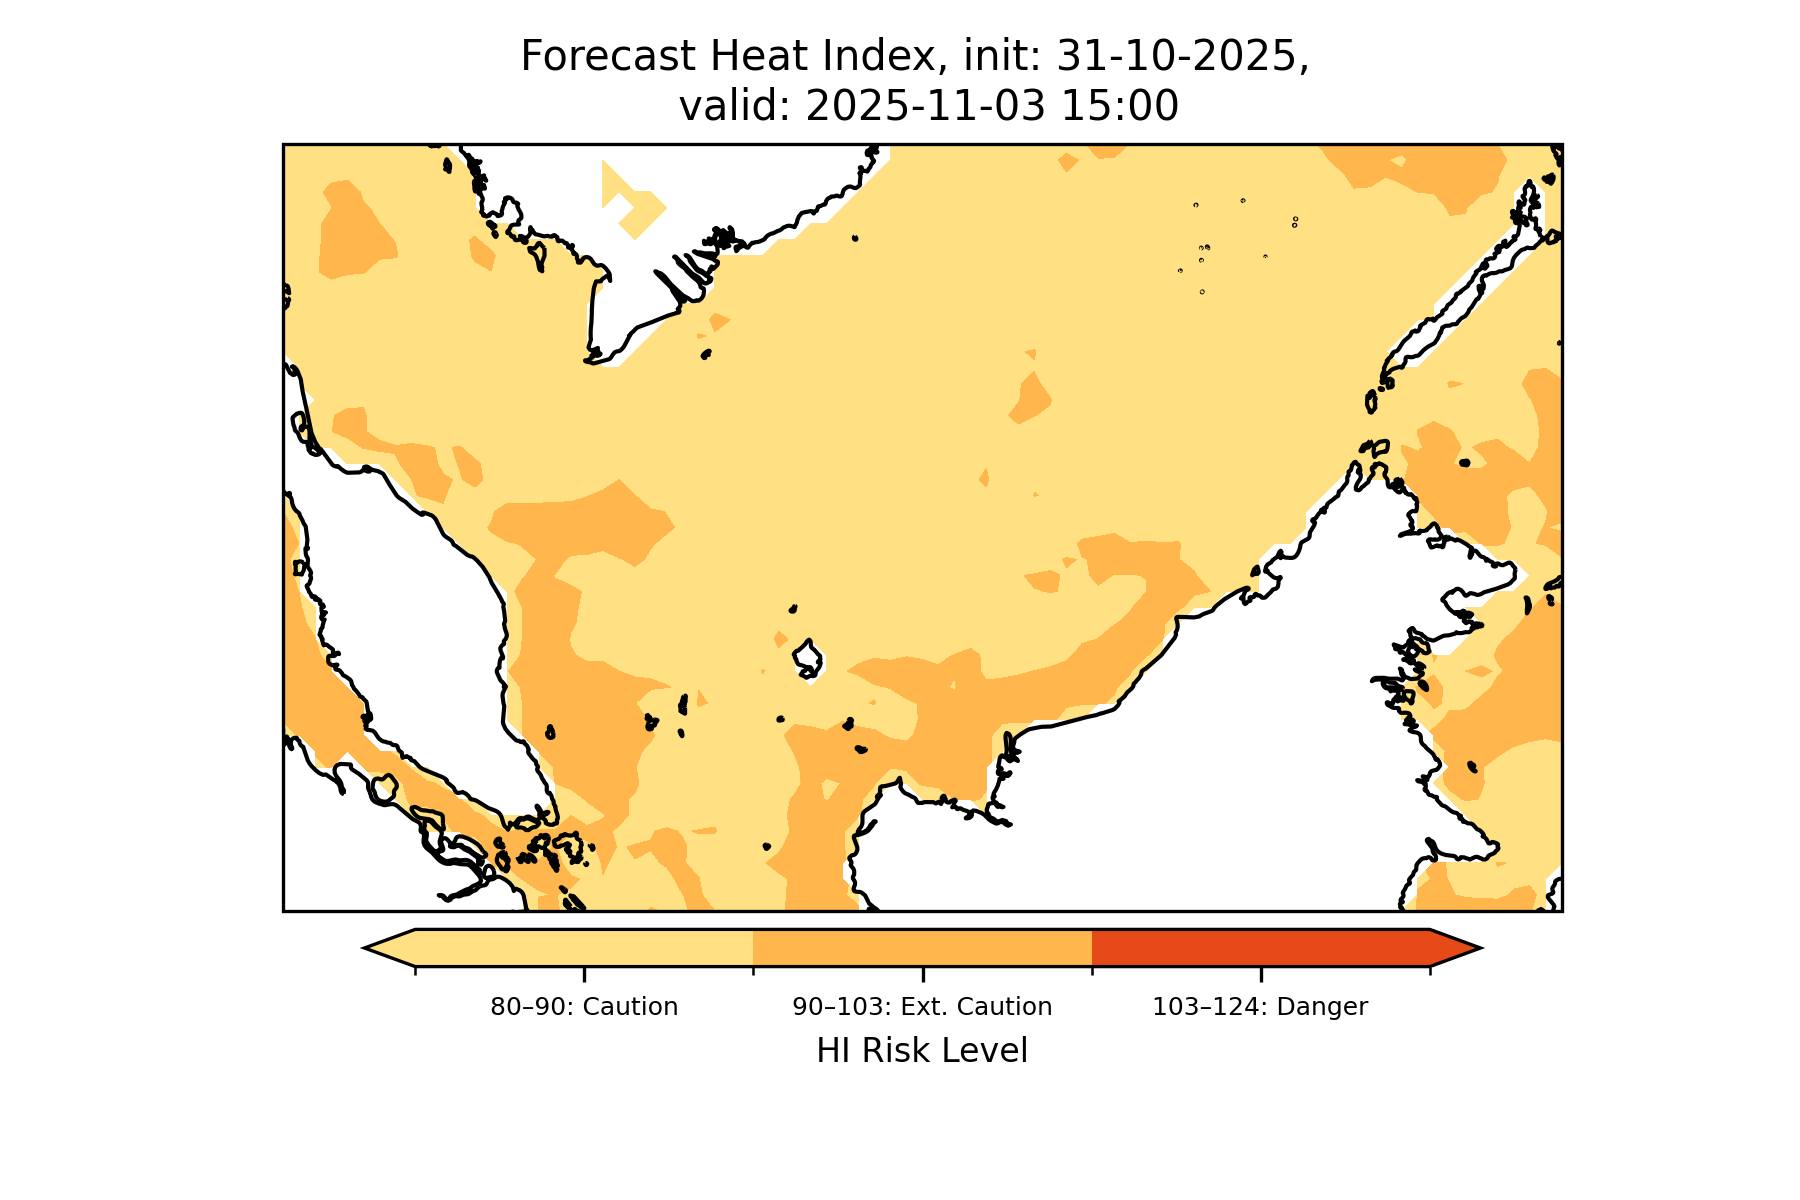 Forecast Heat Index, init: 31-10-2025,
valid: 2025-11-03 15:00
80–90: Caution
90–103: Ext. Caution
103–124: Danger
HI Risk Level